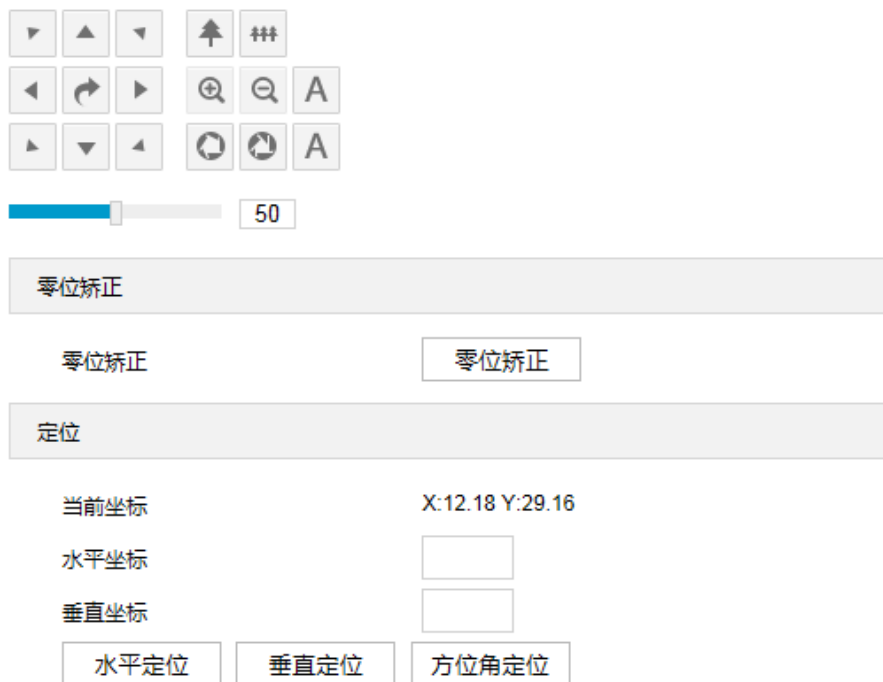 A
A
50
零位矫正
零位矫正 零位矫正
定位
当前坐标 X:12.18 Y:29.16
水平坐标
垂直坐标
水平定位 垂直定位 方位角定位